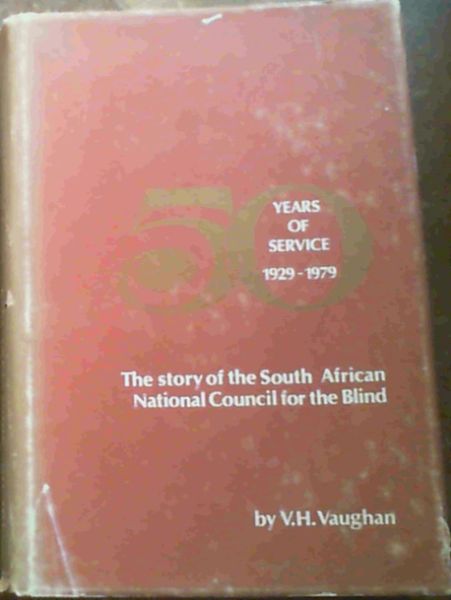 50
YEARS
OF
SERVICE
1929-1979
The story of the South African
National Council for the Blind
by V.H. Vaughan